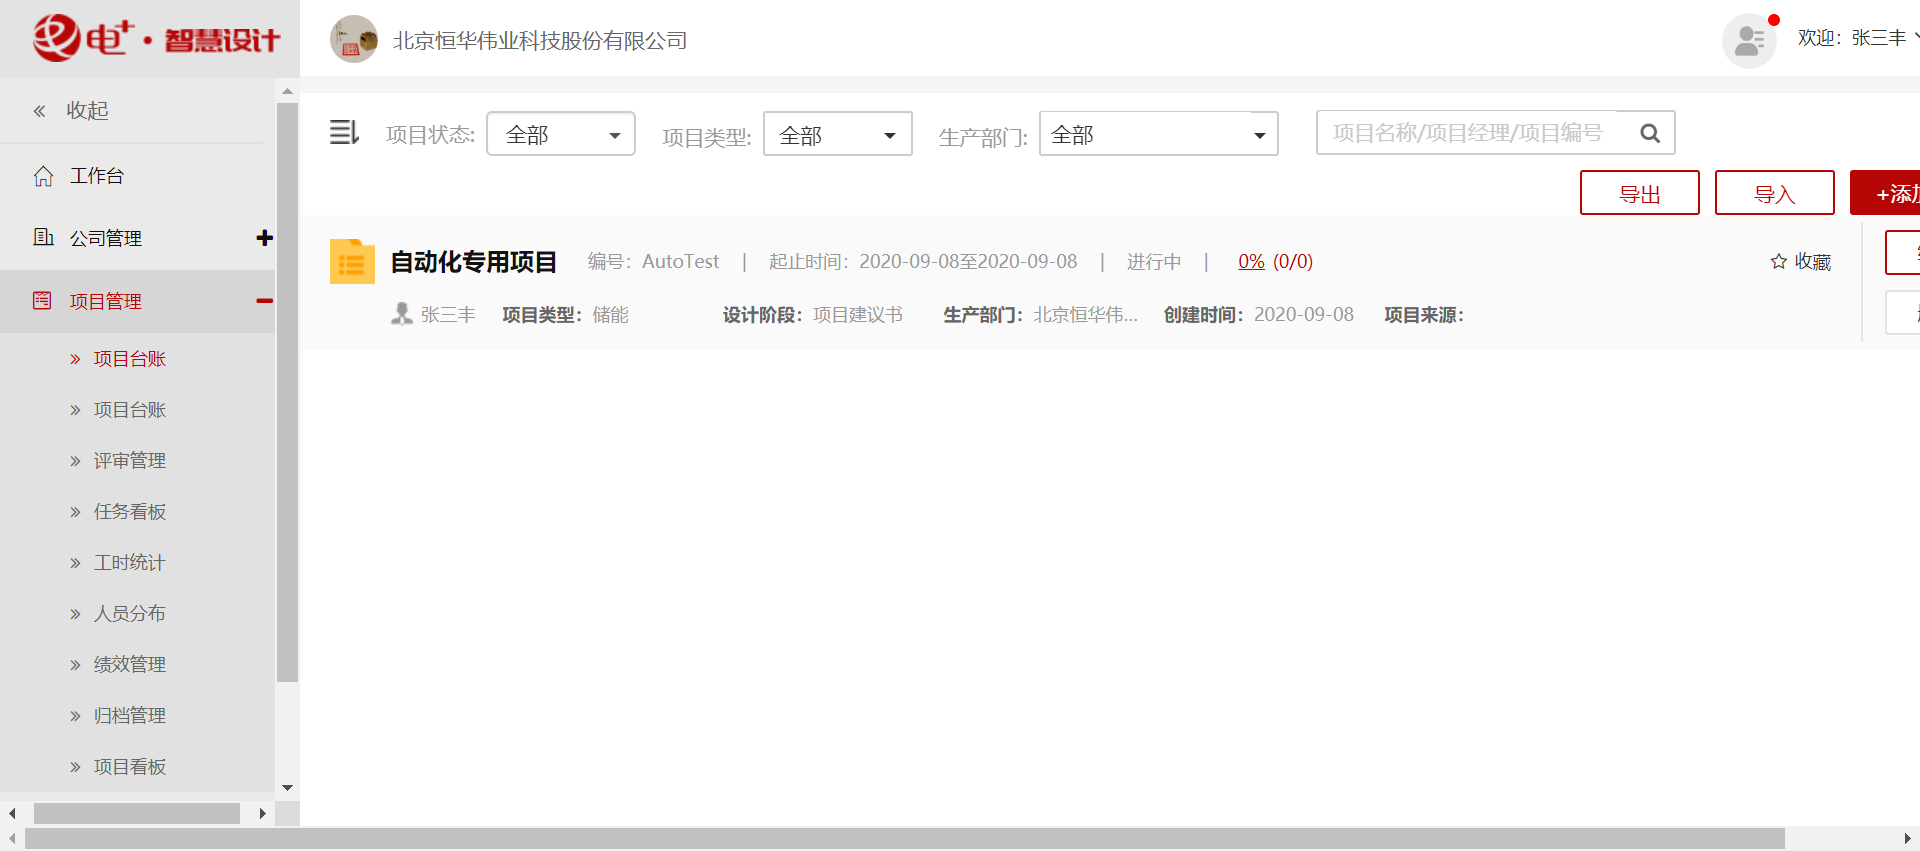 电+·智慧设计
北京恒华伟业科技股份有限公司
欢迎：张三丰
收起
工作台
公司管理
项目管理
项目台账
项目台账
评审管理
任务看板
工时统计
人员分布
绩效管理
归档管理
项目看板
项目状态: 全部
项目类型: 全部
生产部门: 全部
项目名称/项目经理/项目编号
导出
导入
+添加
自动化专用项目 编号：AutoTest | 起止时间：2020-09-08至2020-09-08 | 进行中 | 0% (0/0)
收藏
张三丰 项目类型：储能 设计阶段：项目建议书 生产部门：北京恒华伟... 创建时间：2020-09-08 项目来源：